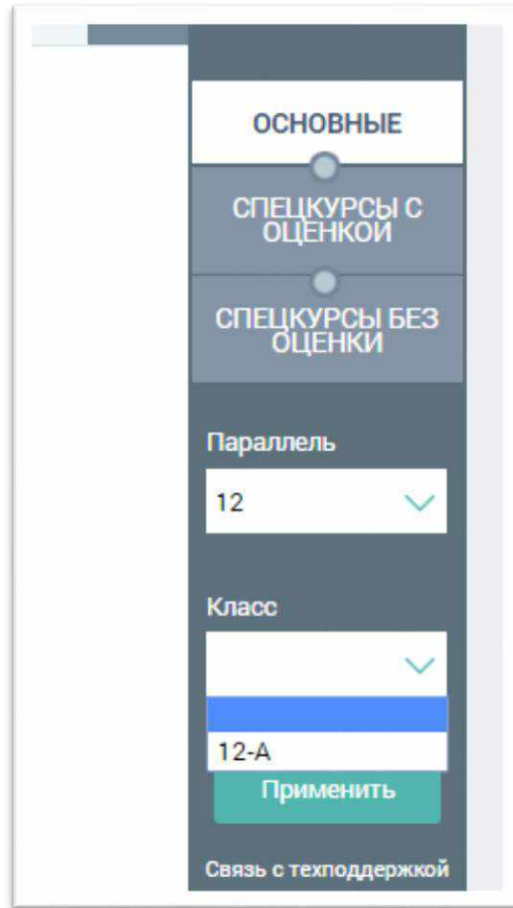 ОСНОВНЫЕ
СПЕЦКУРСЫ С
ОЦЕНКОЙ
СПЕЦКУРСЫ БЕЗ
ОЦЕНКИ
Параллель
12
Класс
12-А
Применить
Связь с техподдержкой